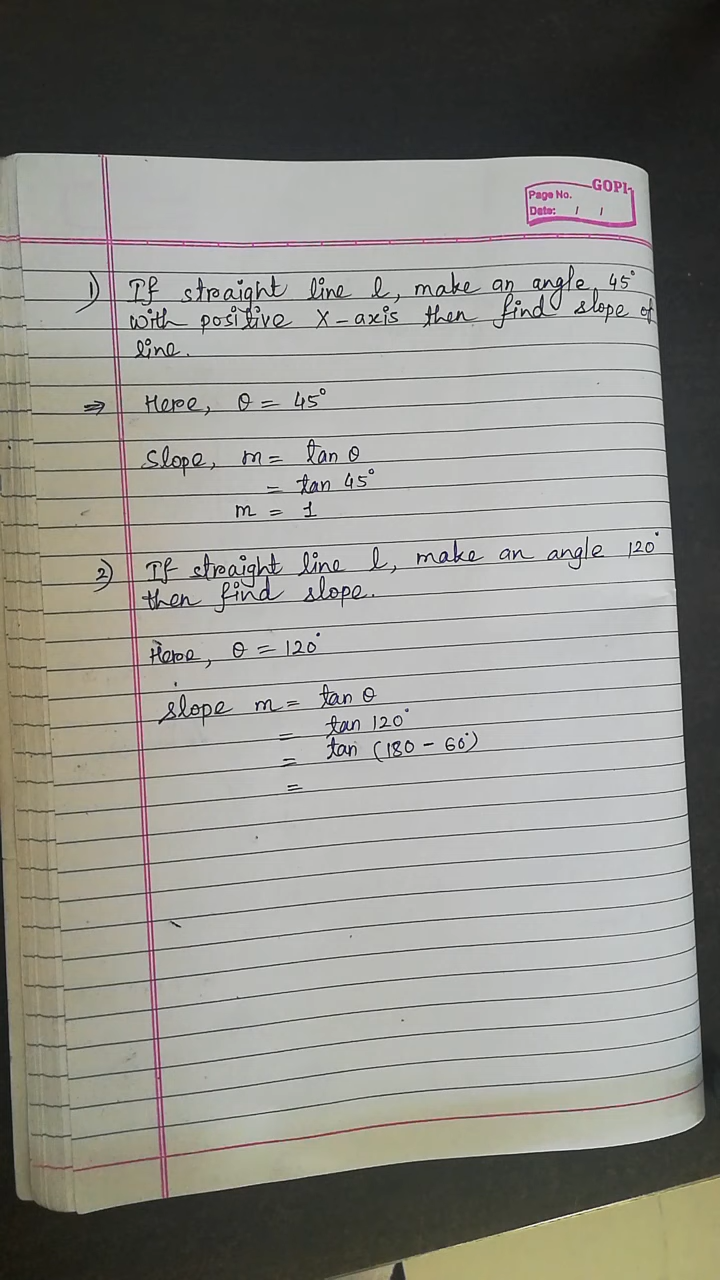 GOPI
Page No.
Date: / /
1) If straight line l, make an angle 45°
with positive X-axis then find slope of
line.
⇒ Here, θ = 45°
Slope, m = tan θ
= tan 45°
m = 1
2) If straight line l, make an angle 120°
then find slope.
Here, θ = 120°
slope m = tan θ
= tan 120°
= tan (180 - 60°)
=